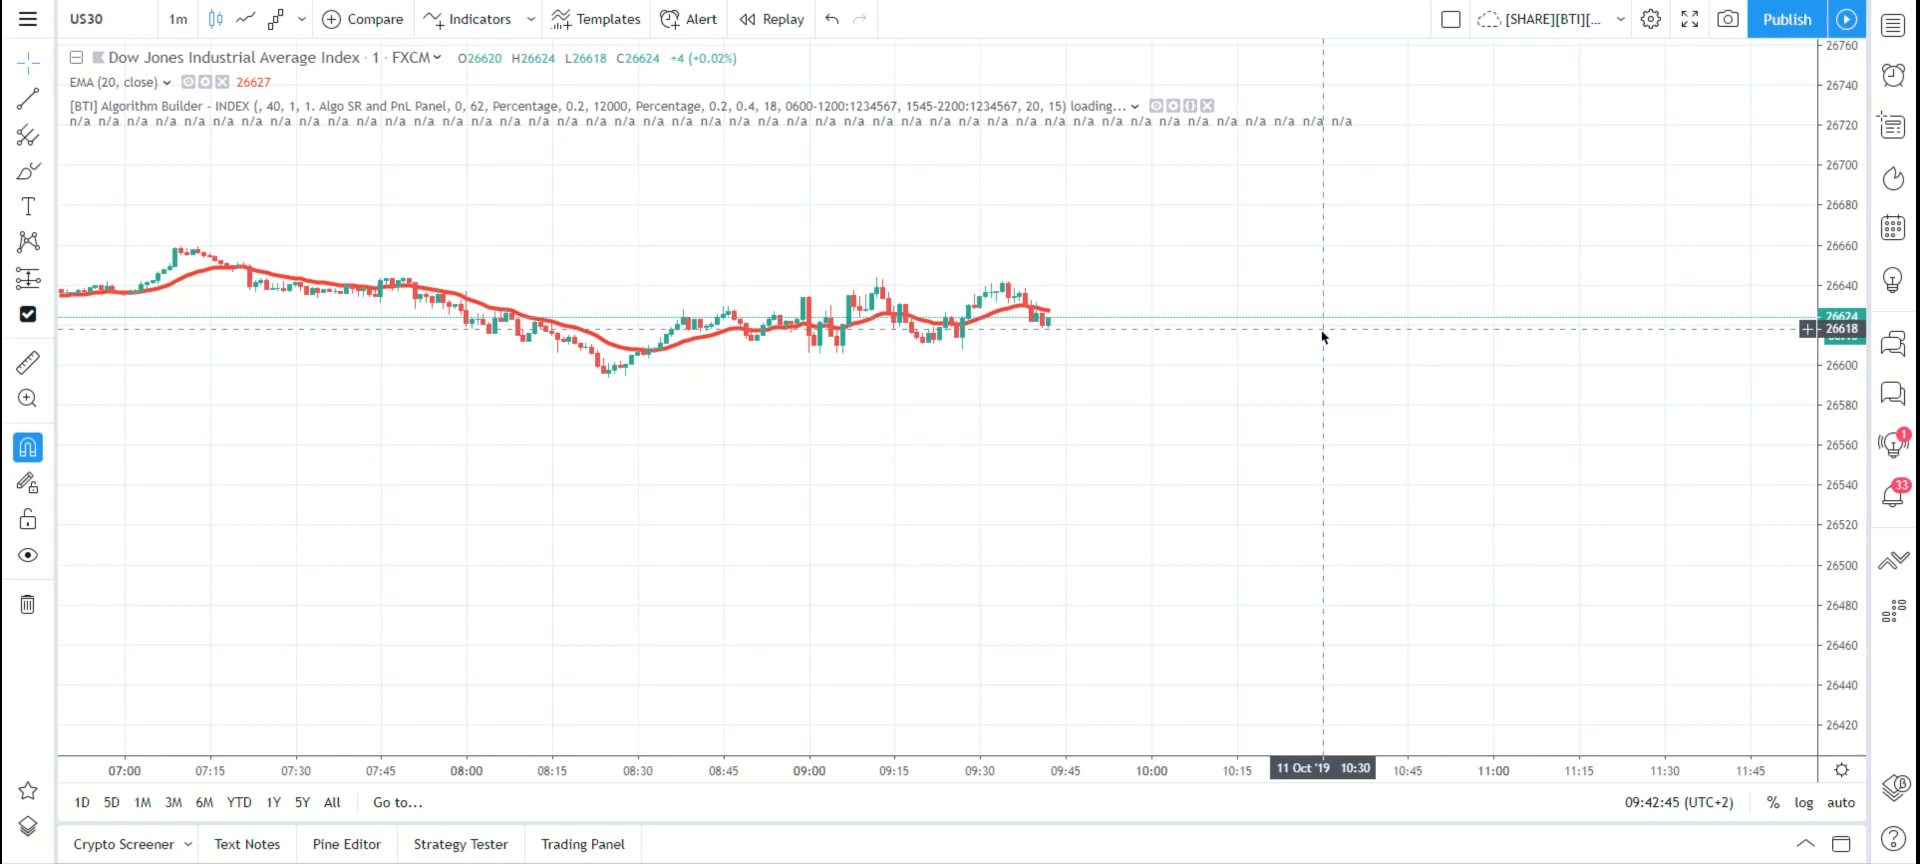 US30 1m Compare Indicators Templates Alert Replay [SHARE][BTI][... Publish
Dow Jones Industrial Average Index · 1 · FXCM O26620 H26624 L26618 C26624 +4 (+0.02%)
EMA (20, close) 26627
[BTI] Algorithm Builder - INDEX (, 40, 1, 1. Algo SR and PnL Panel, 0, 62, Percentage, 0.2, 12000, Percentage, 0.2, 0.4, 18, 0600-1200:1234567, 1545-2200:1234567, 20, 15) loading...
n/a n/a n/a n/a n/a n/a n/a n/a n/a n/a n/a n/a n/a n/a n/a n/a n/a n/a n/a n/a n/a n/a n/a n/a n/a n/a n/a n/a n/a n/a n/a n/a n/a n/a n/a n/a n/a n/a n/a n/a n/a n/a n/a n/a n/a
26760
26740
26720
26700
26680
26660
26640
26624
26618
26600
26580
26560
26540
26520
26500
26480
26460
26440
26420
1
33
07:00 07:15 07:30 07:45 08:00 08:15 08:30 08:45 09:00 09:15 09:30 09:45 10:00 10:15 11 Oct '19 10:30 10:45 11:00 11:15 11:30 11:45
1D 5D 1M 3M 6M YTD 1Y 5Y All Go to... 09:42:45 (UTC+2) % log auto
Crypto Screener Text Notes Pine Editor Strategy Tester Trading Panel